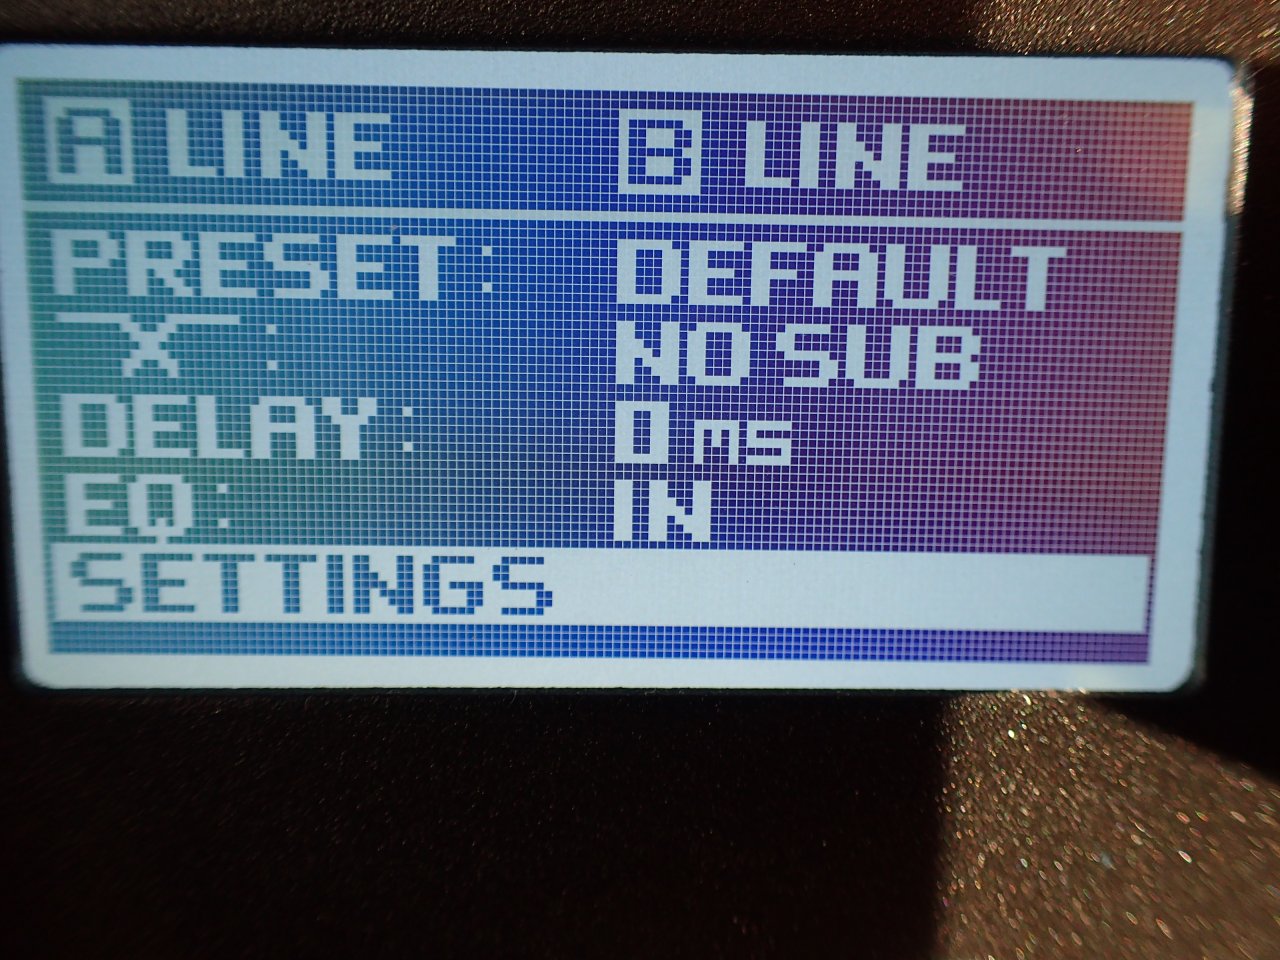 A LINE B LINE
PRESET: DEFAULT
X : NO SUB
DELAY: 0 ms
EQ: IN
SETTINGS